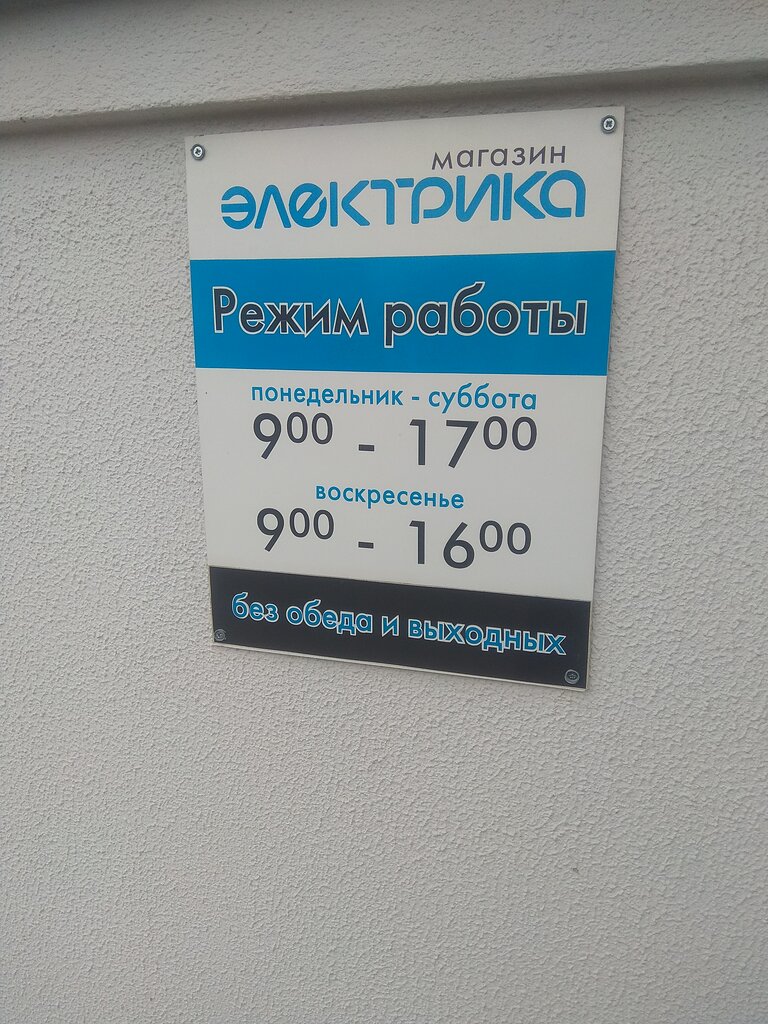 магазин
электрика
Режим работы
понедельник - суббота
9⁰⁰ - 17⁰⁰
воскресенье
9⁰⁰ - 16⁰⁰
без обеда и выходных